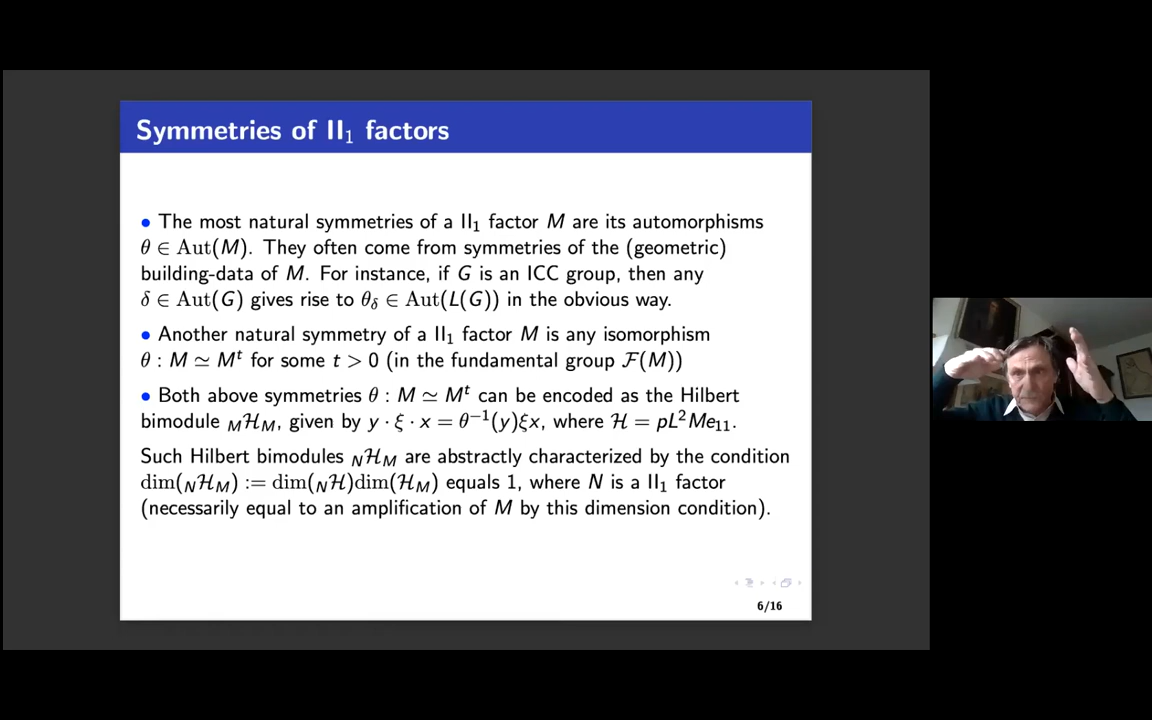 Symmetries of II₁ factors
• The most natural symmetries of a II₁ factor M are its automorphisms
θ ∈ Aut(M). They often come from symmetries of the (geometric)
building-data of M. For instance, if G is an ICC group, then any
δ ∈ Aut(G) gives rise to θ_δ ∈ Aut(L(G)) in the obvious way.
• Another natural symmetry of a II₁ factor M is any isomorphism
θ : M ≃ Mᵗ for some t > 0 (in the fundamental group ℱ(M))
• Both above symmetries θ : M ≃ Mᵗ can be encoded as the Hilbert
bimodule _Mℋ_M, given by y · ξ · x = θ⁻¹(y)ξx, where ℋ = pL²Me₁₁.
Such Hilbert bimodules _Nℋ_M are abstractly characterized by the condition
dim(_Nℋ_M) := dim(_Nℋ)dim(ℋ_M) equals 1, where N is a II₁ factor
(necessarily equal to an amplification of M by this dimension condition).
6/16